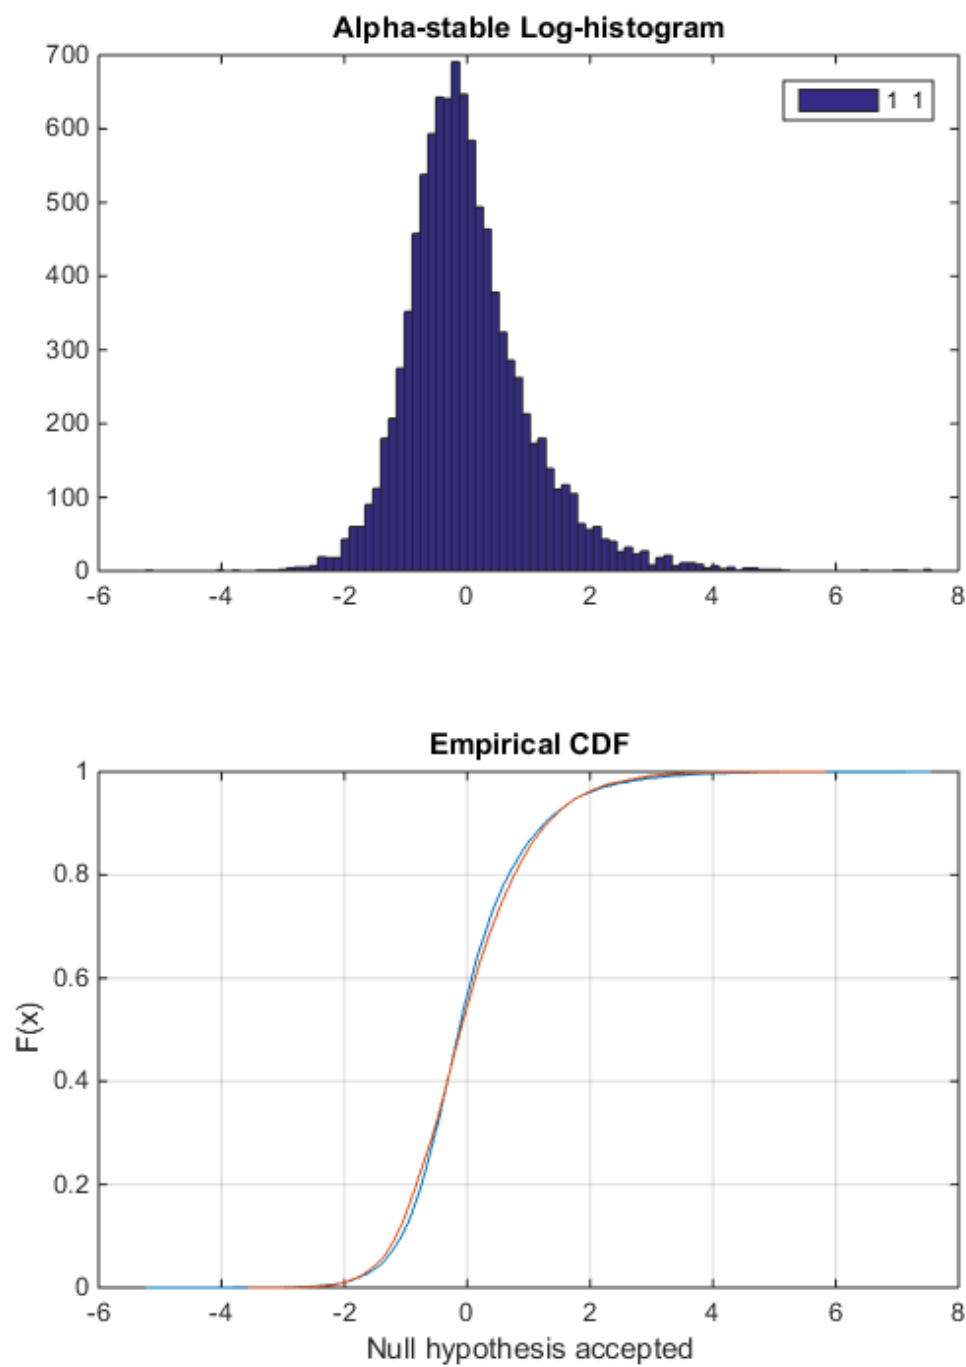 Alpha-stable Log-histogram
700
600
500
400
300
200
100
0
1 1
-6 -4 -2 0 2 4 6 8
Empirical CDF
1
0.8
0.6
0.4
0.2
0
F(x)
-6 -4 -2 0 2 4 6 8
Null hypothesis accepted